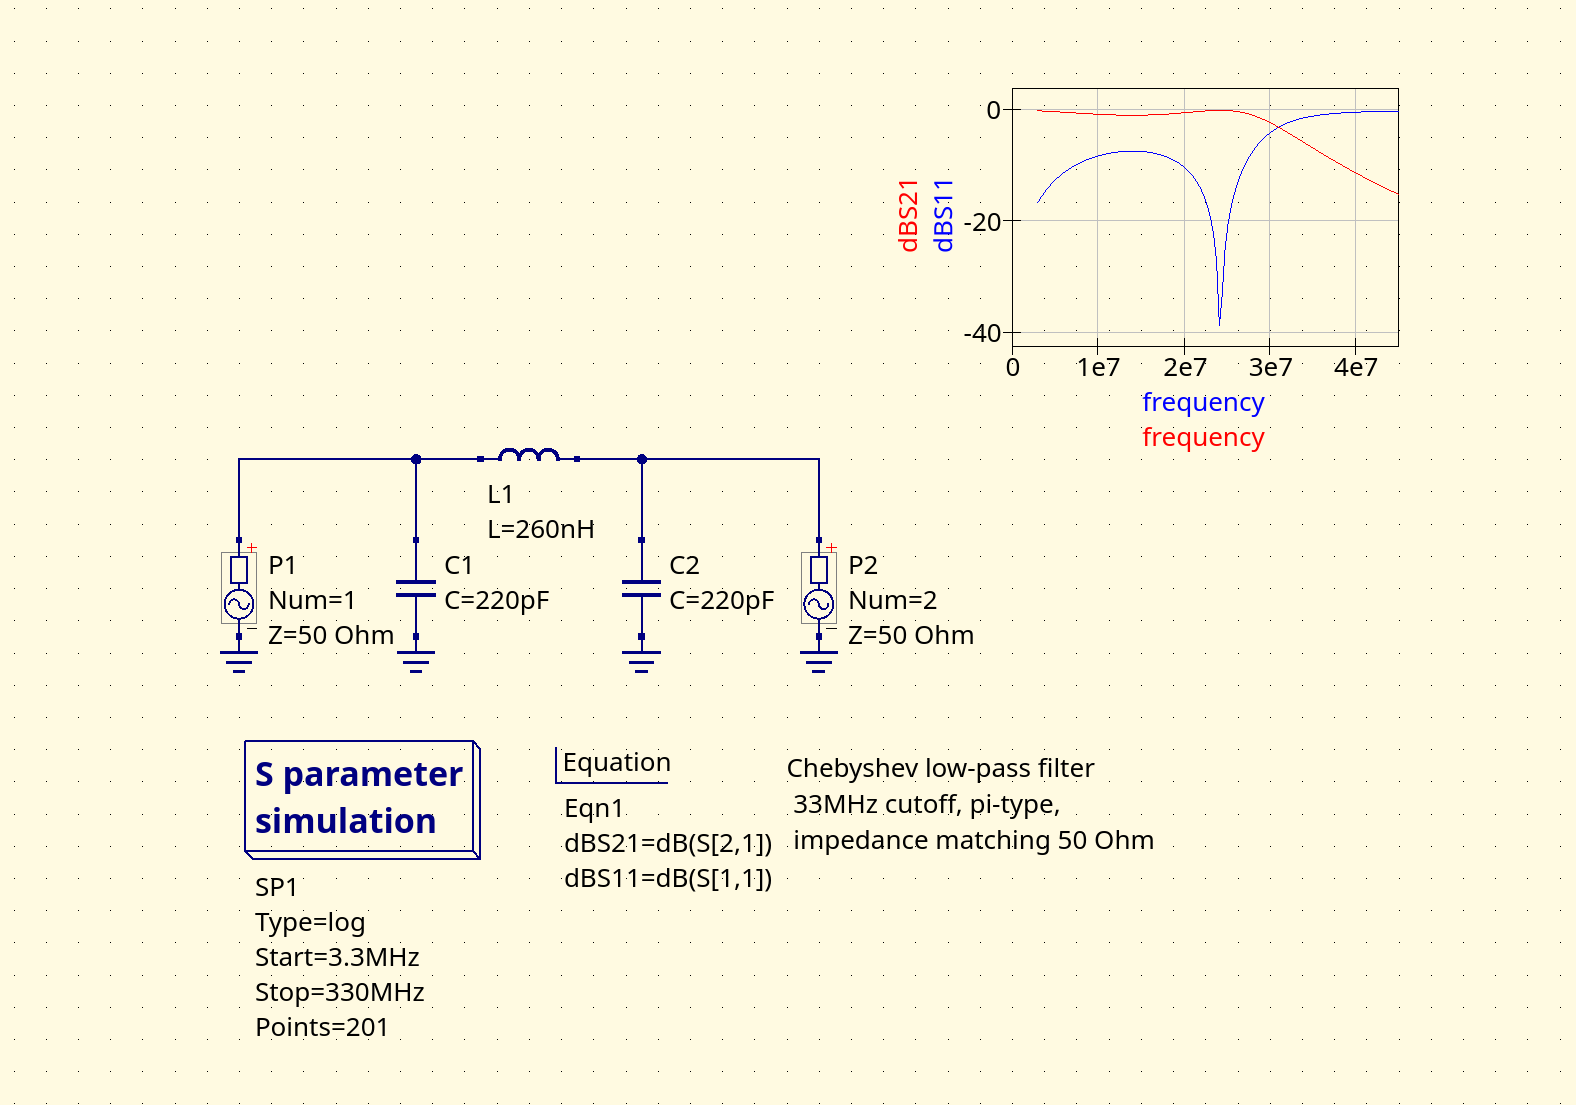 0
-20
-40
dBS21
dBS11
0
1e7
2e7
3e7
4e7
frequency
frequency
L1
L=260nH
P1
Num=1
Z=50 Ohm
C1
C=220pF
C2
C=220pF
P2
Num=2
Z=50 Ohm
S parameter
simulation
SP1
Type=log
Start=3.3MHz
Stop=330MHz
Points=201
Equation
Eqn1
dBS21=dB(S[2,1])
dBS11=dB(S[1,1])
Chebyshev low-pass filter
33MHz cutoff, pi-type,
impedance matching 50 Ohm